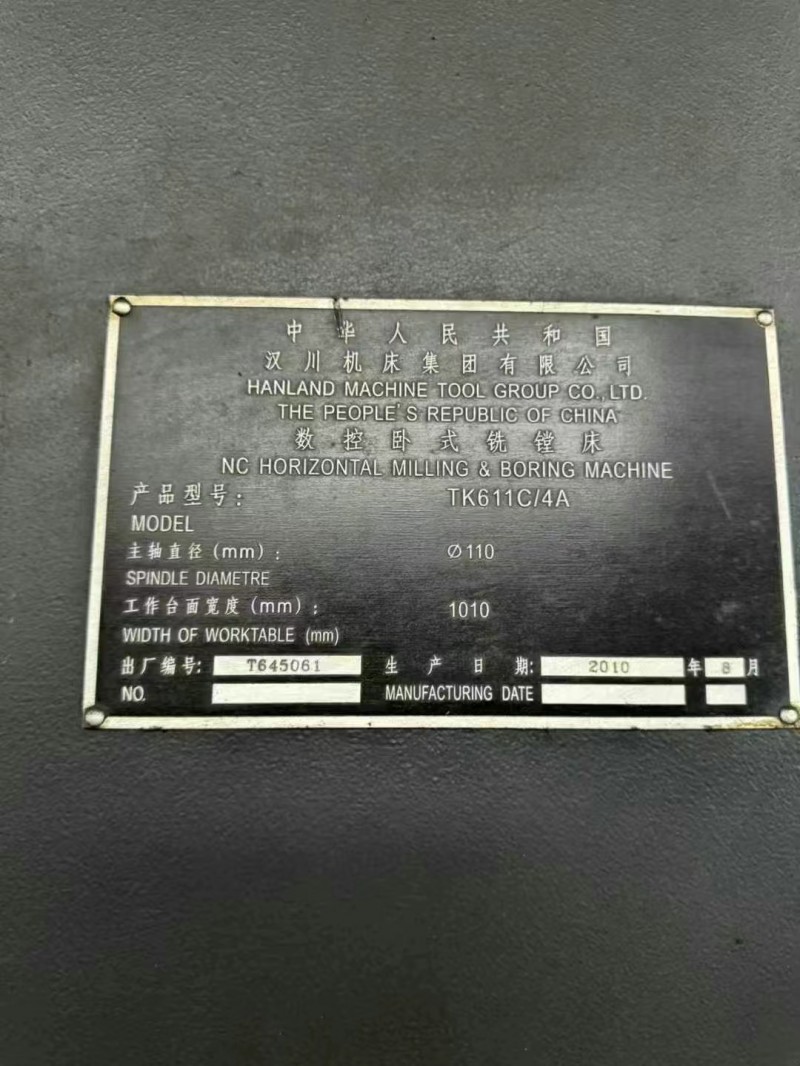 中华人民共和国
汉川机床集团有限公司
HANLAND MACHINE TOOL GROUP CO.,LTD.
THE PEOPLE'S REPUBLIC OF CHINA
数控卧式铣镗床
NC HORIZONTAL MILLING & BORING MACHINE
产品型号: TK611C/4A
MODEL
主轴直径(mm): Ø110
SPINDLE DIAMETRE
工作台面宽度(mm): 1010
WIDTH OF WORKTABLE (mm)
出厂编号: T645061 生产日期: 2010 年 8 月
NO. MANUFACTURING DATE